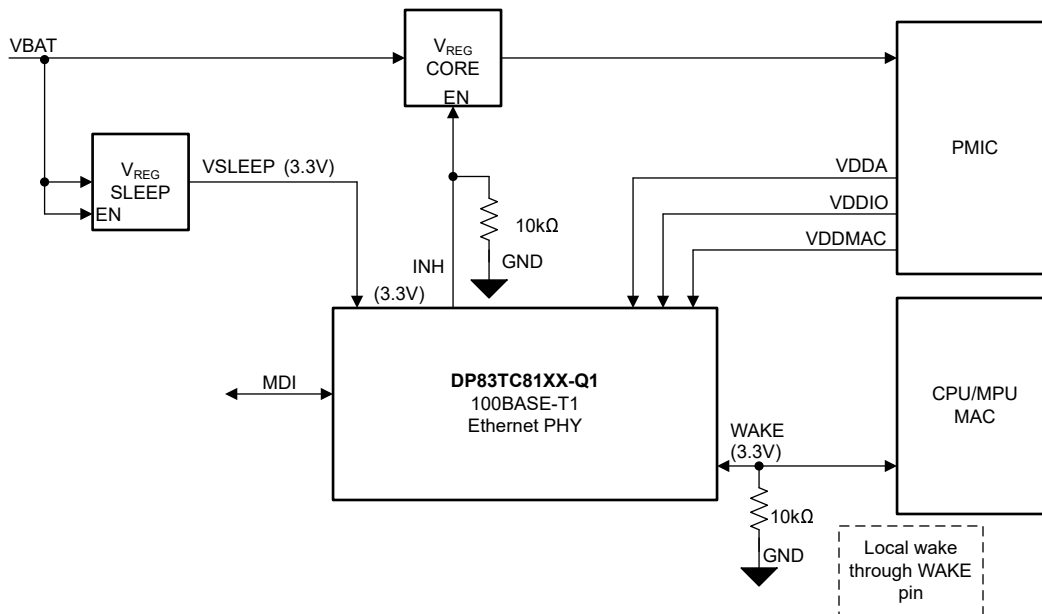 VBAT
VREG
CORE
EN
PMIC
VREG
SLEEP
EN
VSLEEP (3.3V)
VDDA
VDDIO
VDDMAC
10kΩ
GND
INH
(3.3V)
MDI
DP83TC81XX-Q1
100BASE-T1
Ethernet PHY
CPU/MPU
MAC
WAKE
(3.3V)
10kΩ
GND
Local wake
through WAKE
pin